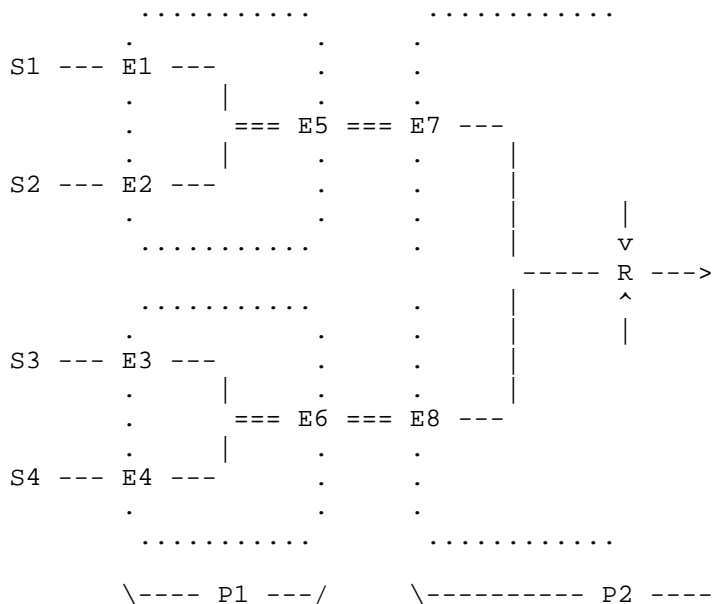 S1 --- E1 ---
=== E5 === E7 ---
S2 --- E2 ---
v
----- R --->
^
S3 --- E3 ---
=== E6 === E8 ---
S4 --- E4 ---
\---- P1 ---/ \---------- P2 ----